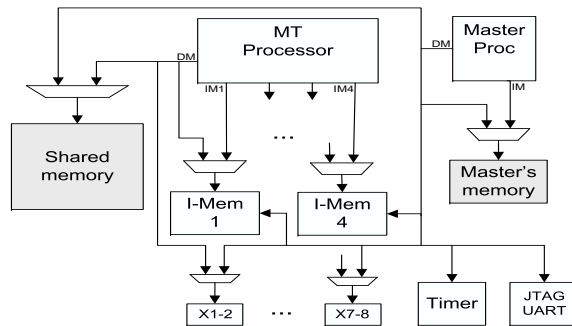 MT
Processor
DM
IM1
IM4
Master
Proc
DM
IM
...
Shared
memory
I-Mem
1
I-Mem
4
Master's
memory
X1-2
...
X7-8
Timer
JTAG
UART